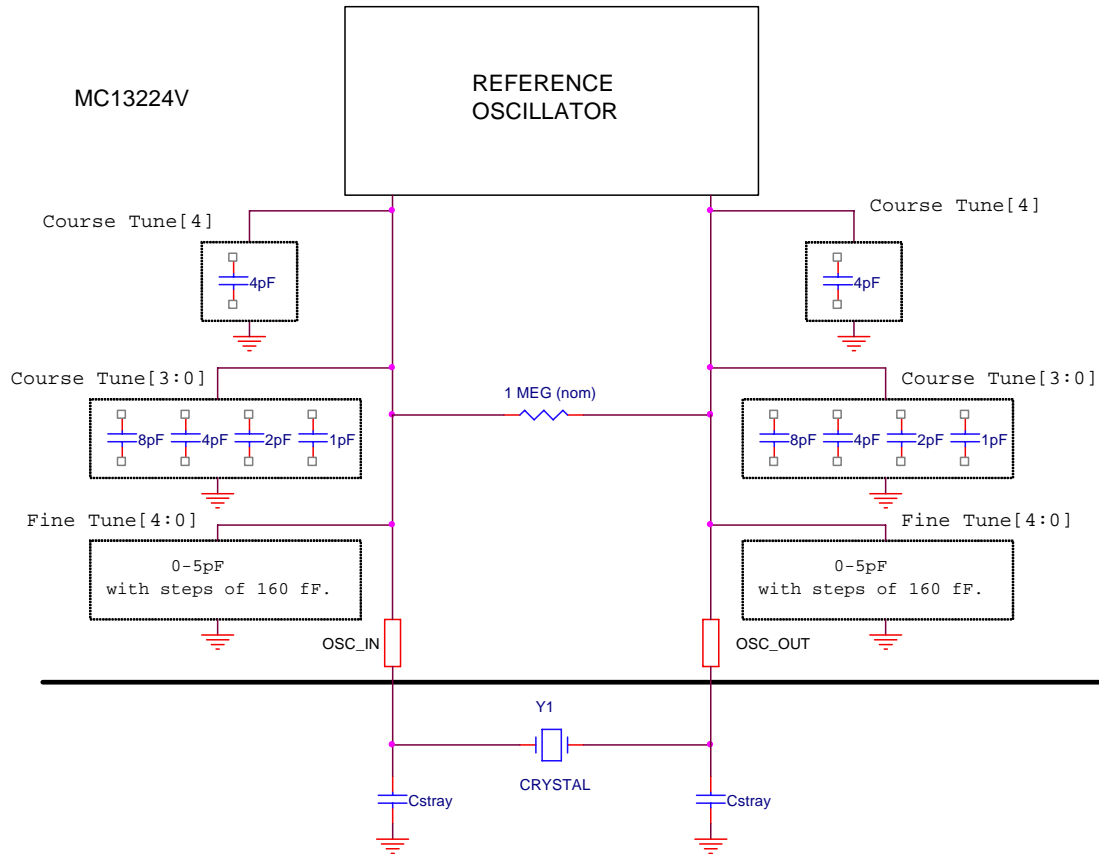 REFERENCE
OSCILLATOR
MC13224V
Course Tune[4]
Course Tune[4]
4pF
4pF
Course Tune[3:0]
Course Tune[3:0]
1 MEG (nom)
8pF 4pF 2pF 1pF
8pF 4pF 2pF 1pF
Fine Tune[4:0]
Fine Tune[4:0]
0-5pF
with steps of 160 fF.
0-5pF
with steps of 160 fF.
OSC_IN
OSC_OUT
Y1
CRYSTAL
Cstray
Cstray